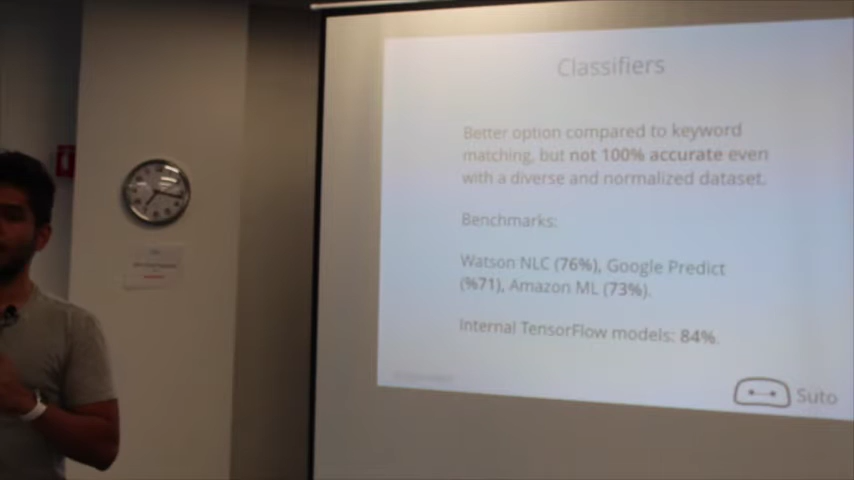 Classifiers
Better option compared to keyword
matching, but not 100% accurate even
with a diverse and normalized dataset.
Benchmarks:
Watson NLC (76%), Google Predict
(%71), Amazon ML (73%).
Internal TensorFlow models: 84%.
Suto